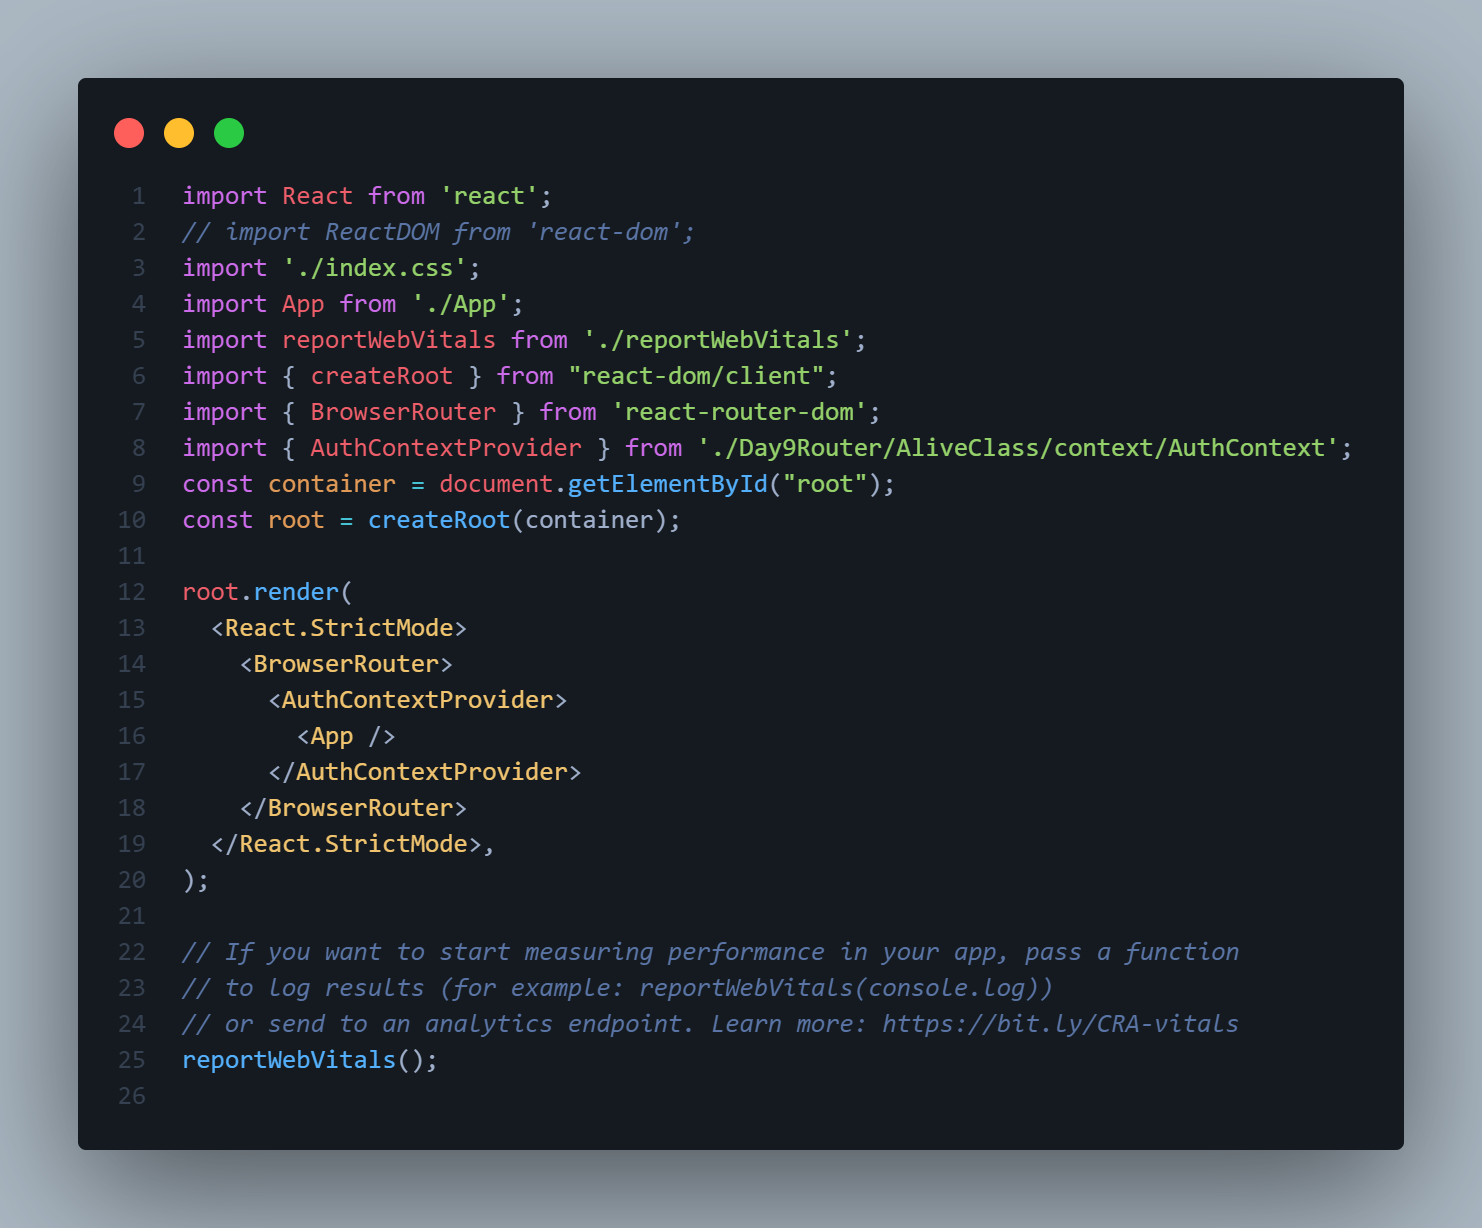 1 import React from 'react';
2 // import ReactDOM from 'react-dom';
3 import './index.css';
4 import App from './App';
5 import reportWebVitals from './reportWebVitals';
6 import { createRoot } from "react-dom/client";
7 import { BrowserRouter } from 'react-router-dom';
8 import { AuthContextProvider } from './Day9Router/AliveClass/context/AuthContext';
9 const container = document.getElementById("root");
10 const root = createRoot(container);
11
12 root.render(
13   <React.StrictMode>
14     <BrowserRouter>
15       <AuthContextProvider>
16         <App />
17       </AuthContextProvider>
18     </BrowserRouter>
19   </React.StrictMode>,
20 );
21
22 // If you want to start measuring performance in your app, pass a function
23 // to log results (for example: reportWebVitals(console.log))
24 // or send to an analytics endpoint. Learn more: https://bit.ly/CRA-vitals
25 reportWebVitals();
26